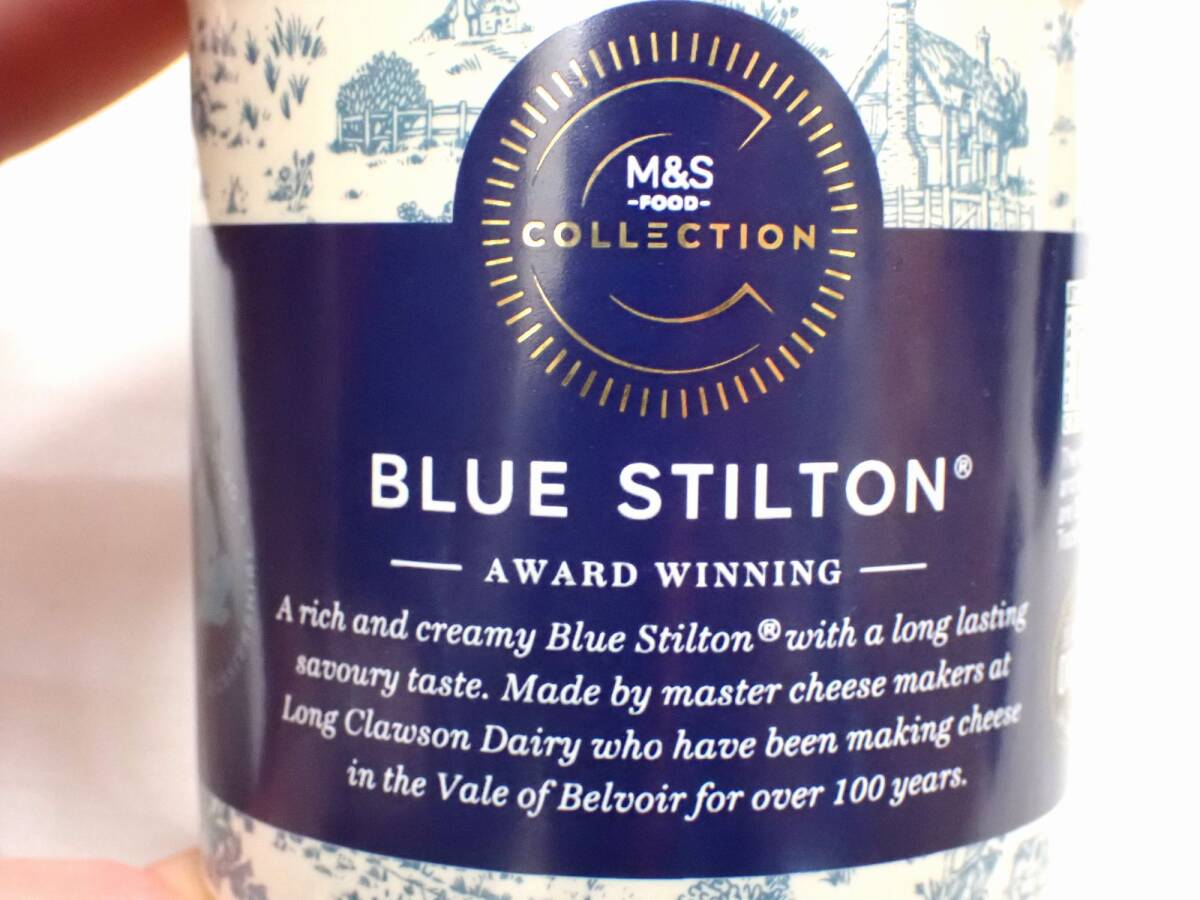 M&S
-FOOD-
COLLECTION
BLUE STILTON®
AWARD WINNING
A rich and creamy Blue Stilton® with a long lasting
savoury taste. Made by master cheese makers at
Long Clawson Dairy who have been making cheese
in the Vale of Belvoir for over 100 years.